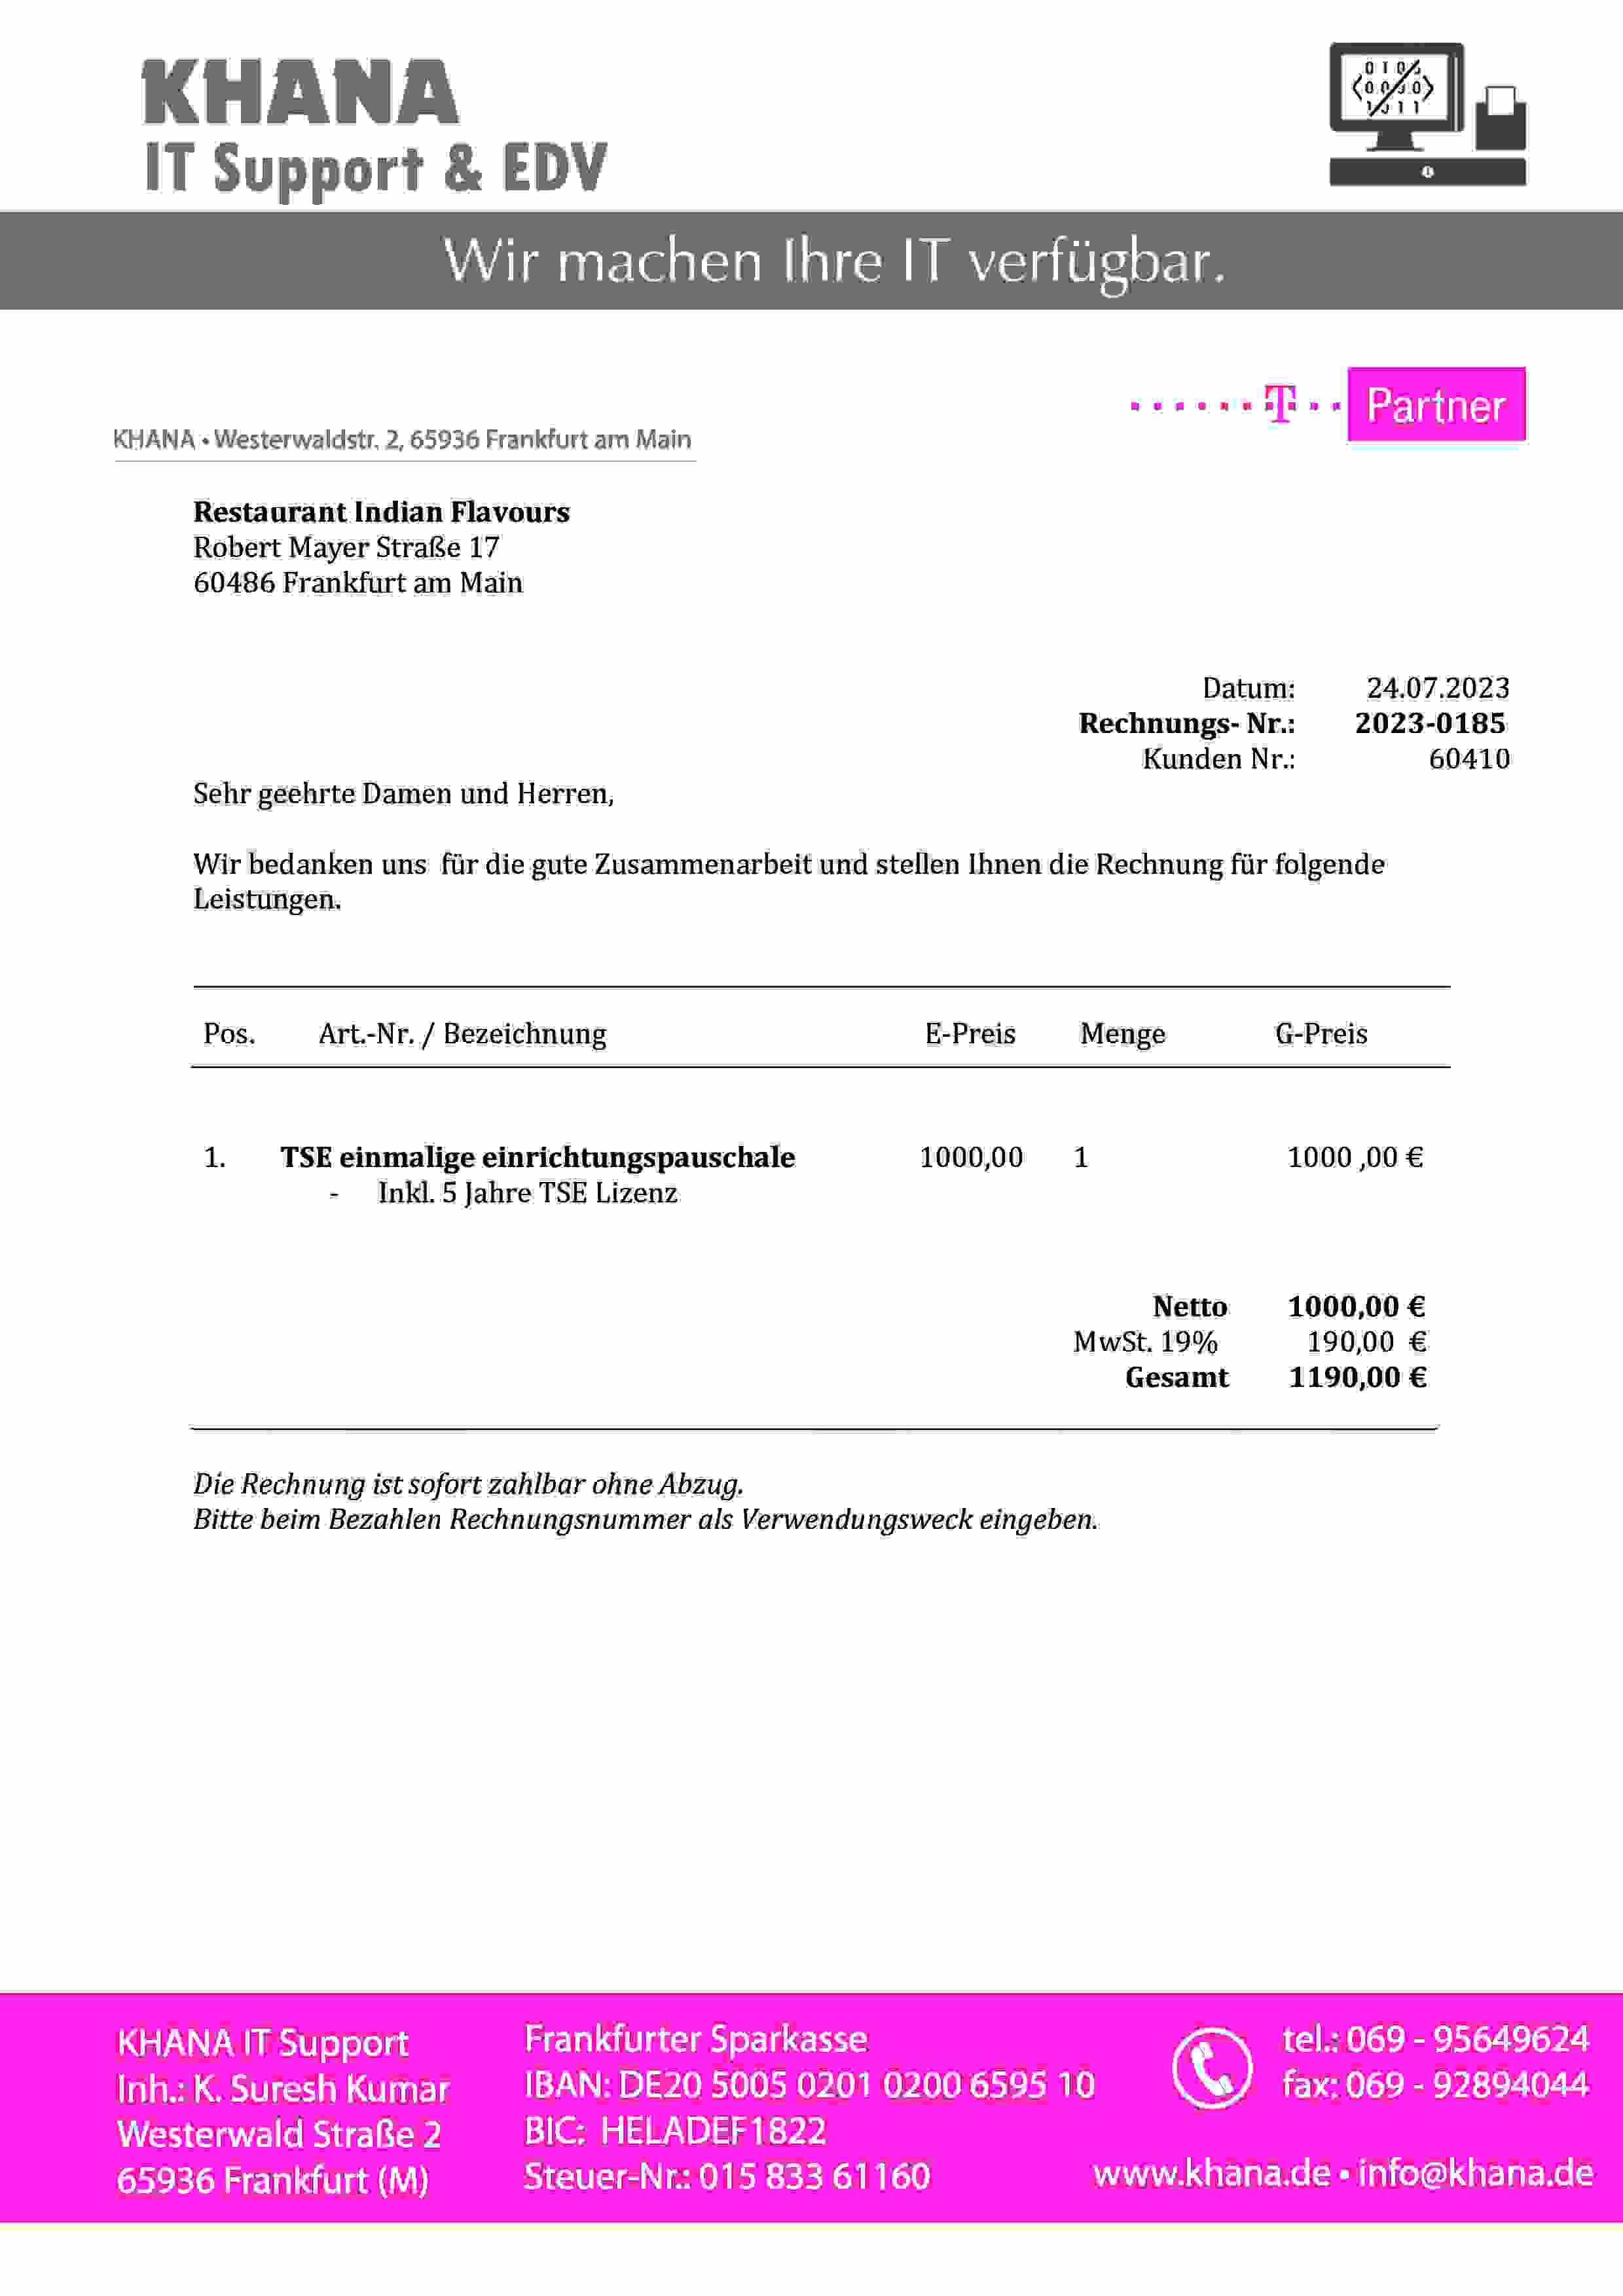 KHANA
IT Support & EDV
Wir machen Ihre IT verfügbar.
T Partner
KHANA • Westerwaldstr. 2, 65936 Frankfurt am Main
Restaurant Indian Flavours
Robert Mayer Straße 17
60486 Frankfurt am Main
Datum: 24.07.2023
Rechnungs- Nr.: 2023-0185
Kunden Nr.: 60410
Sehr geehrte Damen und Herren,
Wir bedanken uns für die gute Zusammenarbeit und stellen Ihnen die Rechnung für folgende
Leistungen.
Pos. Art.-Nr. / Bezeichnung E-Preis Menge G-Preis
1. TSE einmalige einrichtungspauschale 1000,00 1 1000 ,00 €
- Inkl. 5 Jahre TSE Lizenz
Netto 1000,00 €
MwSt. 19% 190,00 €
Gesamt 1190,00 €
Die Rechnung ist sofort zahlbar ohne Abzug.
Bitte beim Bezahlen Rechnungsnummer als Verwendungsweck eingeben.
KHANA IT Support
Inh.: K. Suresh Kumar
Westerwald Straße 2
65936 Frankfurt (M)
Frankfurter Sparkasse
IBAN: DE20 5005 0201 0200 6595 10
BIC: HELADEF1822
Steuer-Nr.: 015 833 61160
tel.: 069 - 95649624
fax: 069 - 92894044
www.khana.de • info@khana.de